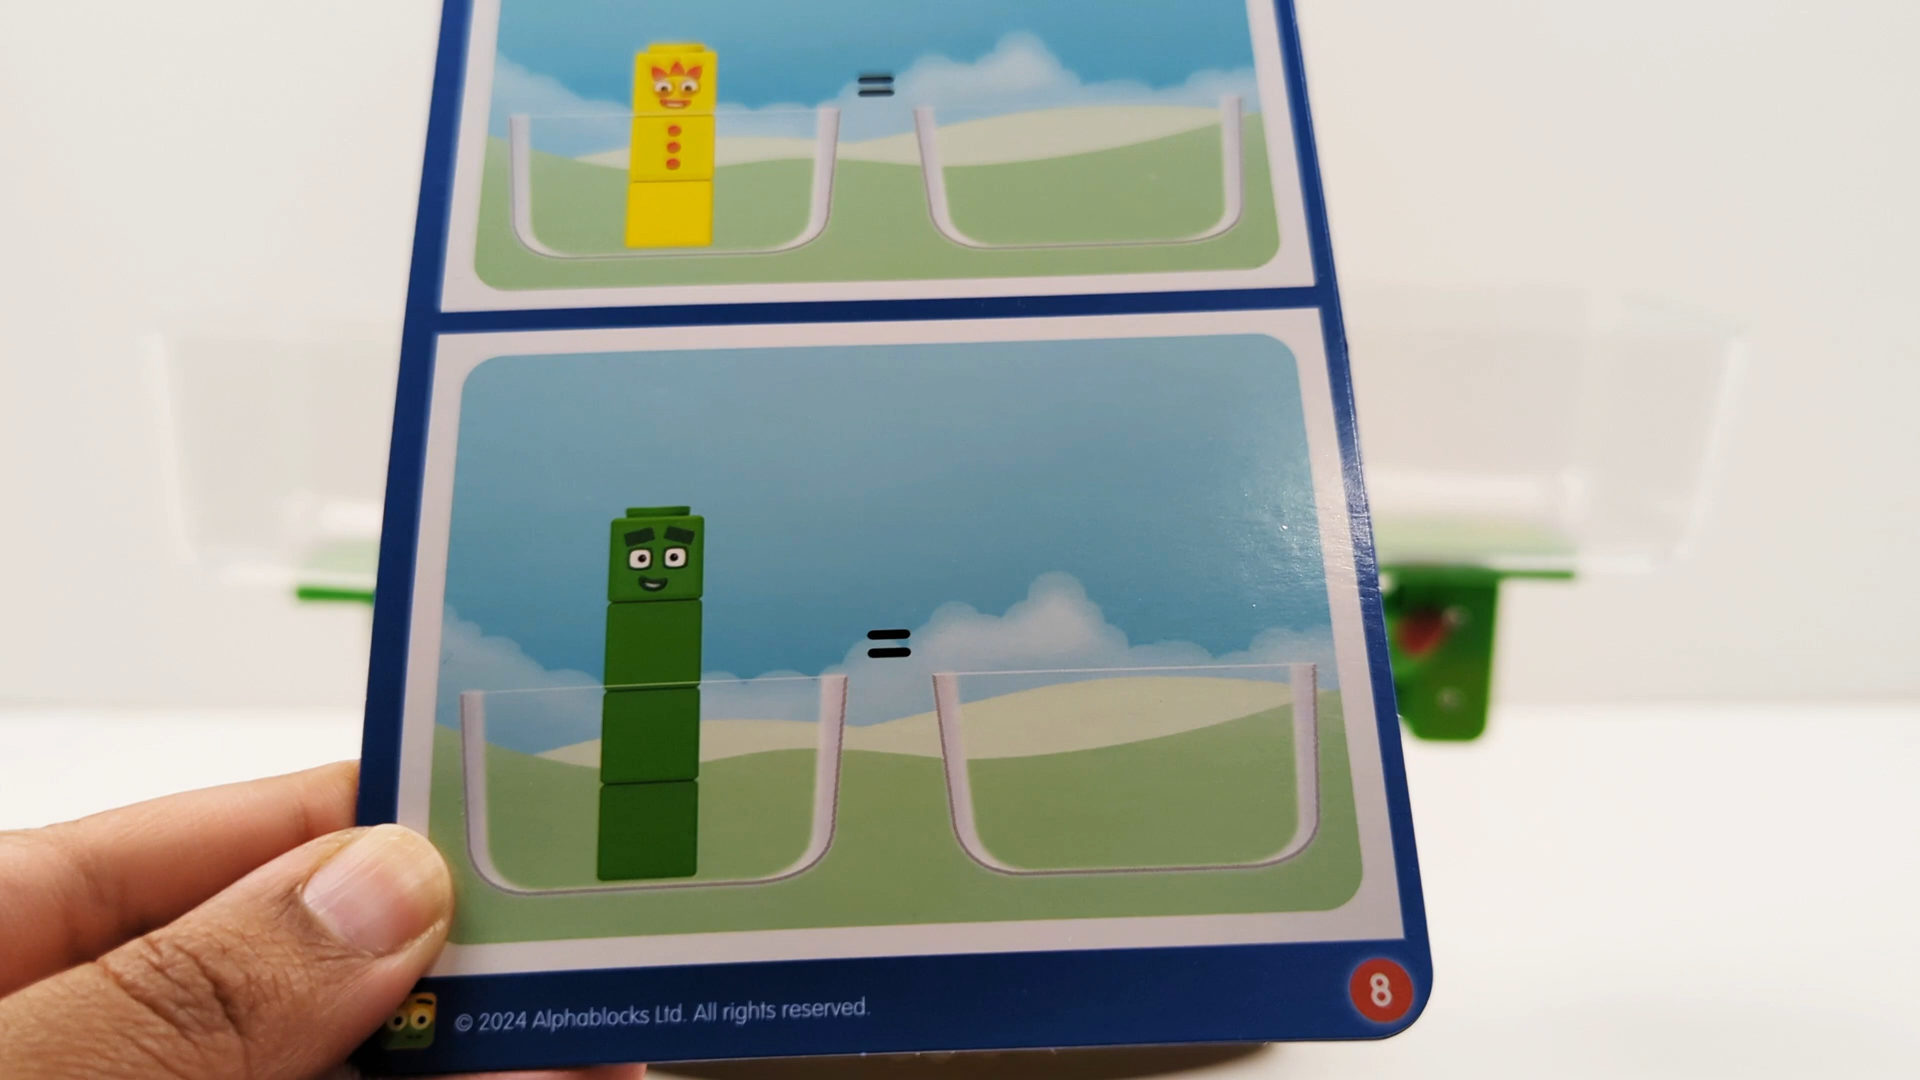 =
=
© 2024 Alphablocks Ltd. All rights reserved.
8